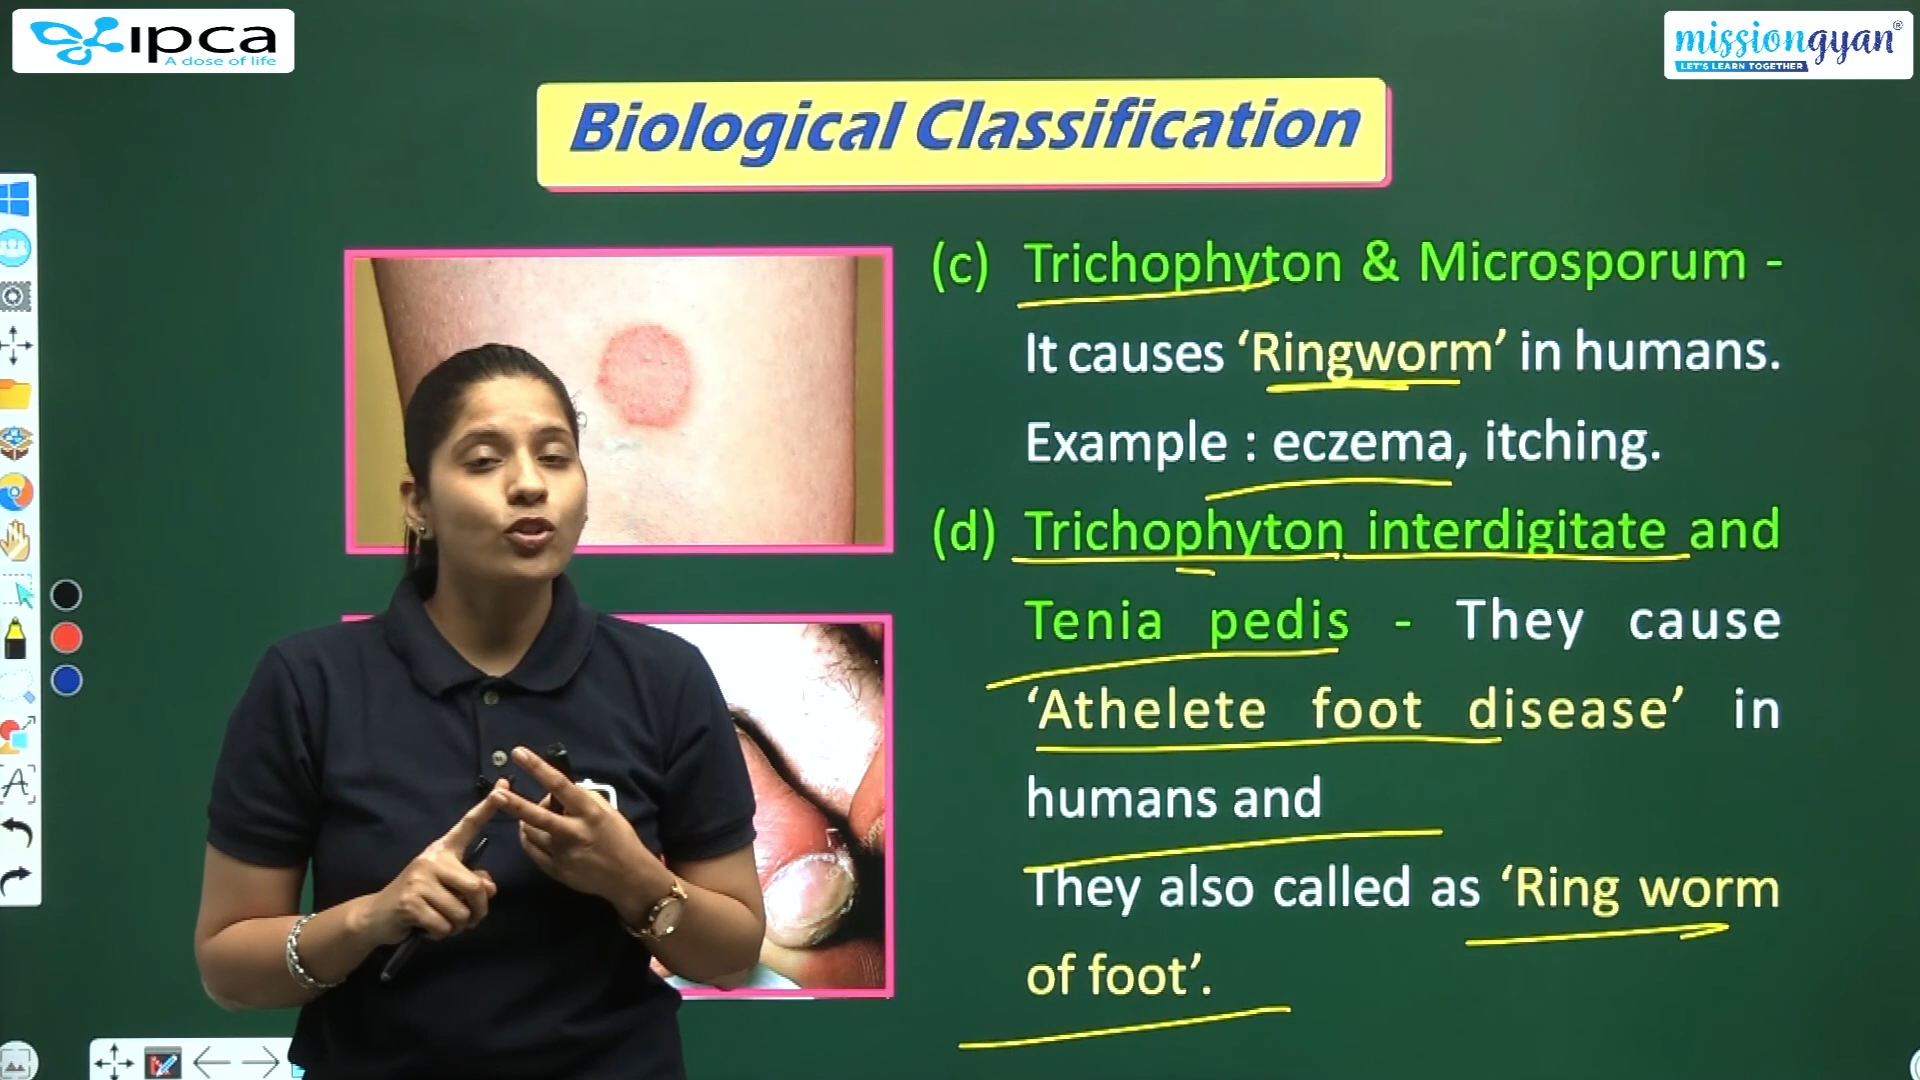 ipca
A dose of life
missiongyan®
LET'S LEARN TOGETHER
Biological Classification
(c) Trichophyton & Microsporum -
It causes ‘Ringworm’ in humans.
Example : eczema, itching.
(d) Trichophyton interdigitate and
Tenia pedis - They cause
‘Athelete foot disease’ in
humans and
They also called as ‘Ring worm
of foot’.